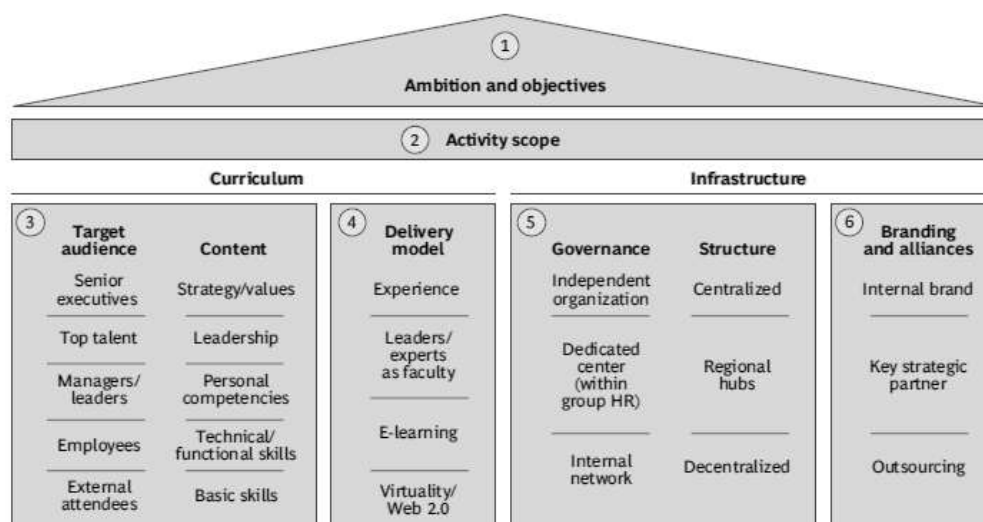 1
Ambition and objectives
2 Activity scope
Curriculum
Infrastructure
3
Target
audience
Content
Senior
executives
Strategy/values
Top talent
Leadership
Managers/
leaders
Personal
competencies
Employees
Technical/
functional skills
External
attendees
Basic skills
4
Delivery
model
Experience
Leaders/
experts
as faculty
E-learning
Virtuality/
Web 2.0
5
Governance
Structure
Independent
organization
Centralized
Dedicated
center
(within
group HR)
Regional
hubs
Internal
network
Decentralized
6
Branding
and alliances
Internal brand
Key strategic
partner
Outsourcing